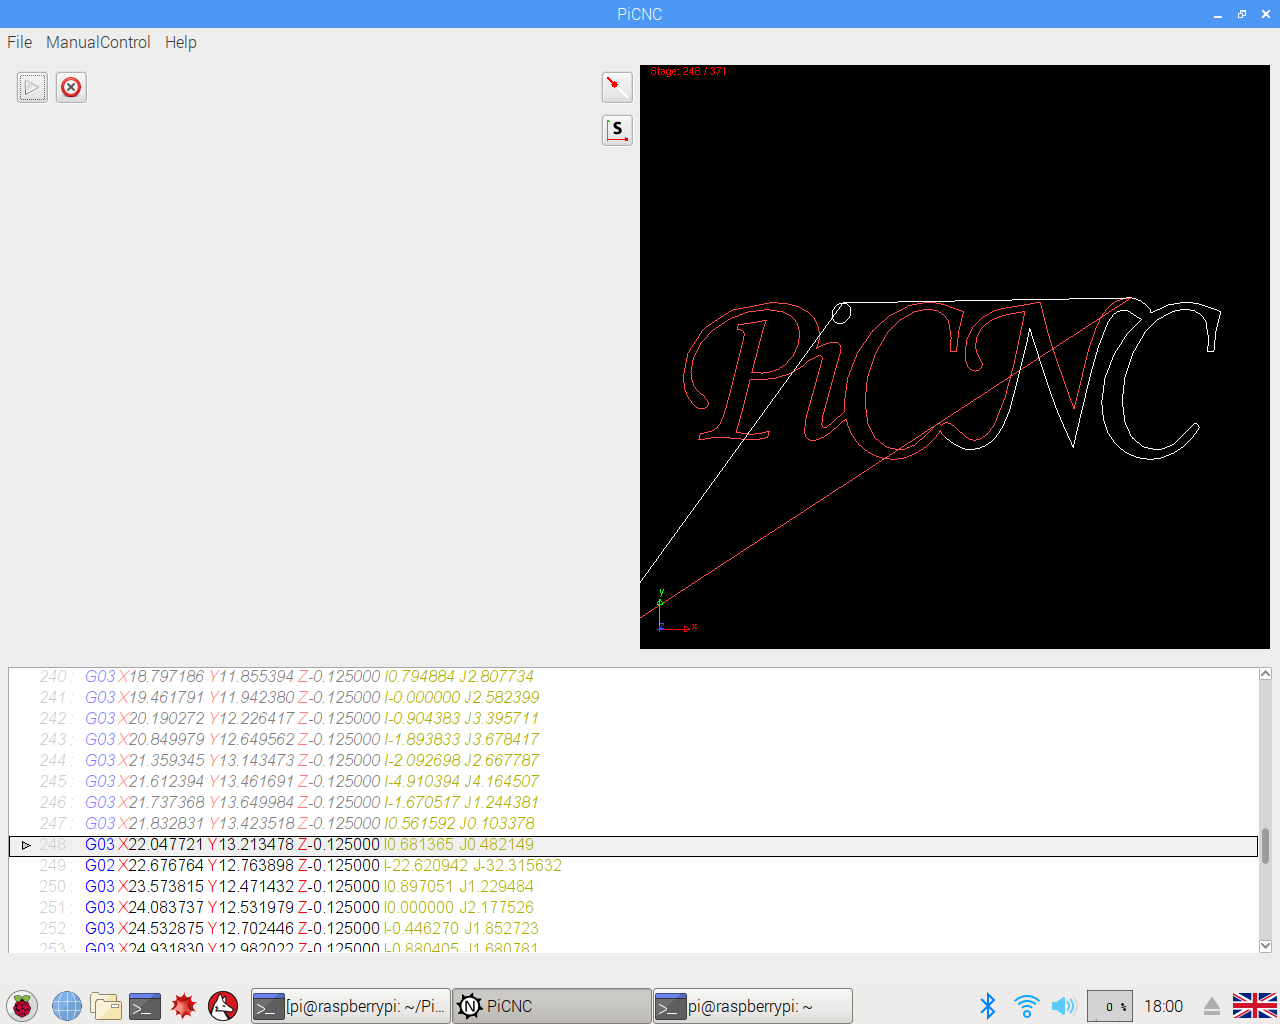 PiCNC
File ManualControl Help
Stage: 248 / 371
S
PiCNC
y
z x
240 : G03 X18.797186 Y11.855394 Z-0.125000 I0.794884 J2.807734
241 : G03 X19.461791 Y11.942380 Z-0.125000 I-0.000000 J2.582399
242 : G03 X20.190272 Y12.226417 Z-0.125000 I-0.904383 J3.395711
243 : G03 X20.849979 Y12.649562 Z-0.125000 I-1.893833 J3.678417
244 : G03 X21.359345 Y13.143473 Z-0.125000 I-2.092698 J2.667787
245 : G03 X21.612394 Y13.461691 Z-0.125000 I-4.910394 J4.164507
246 : G03 X21.737368 Y13.649984 Z-0.125000 I-1.670517 J1.244381
247 : G03 X21.832831 Y13.423518 Z-0.125000 I0.561592 J0.103378
248 : G03 X22.047721 Y13.213478 Z-0.125000 I0.681365 J0.482149
249 : G02 X22.676764 Y12.763898 Z-0.125000 I-22.620942 J-32.315632
250 : G03 X23.573815 Y12.471432 Z-0.125000 I0.897051 J1.229484
251 : G03 X24.083737 Y12.531979 Z-0.125000 I0.000000 J2.177526
252 : G03 X24.532875 Y12.702446 Z-0.125000 I-0.446270 J1.852723
253 : G03 X24.931830 Y12.982022 Z-0.125000 I-0.880405 J1.680781
[pi@raspberrypi: ~/Pi... N PiCNC pi@raspberrypi: ~ 0 % 18:00